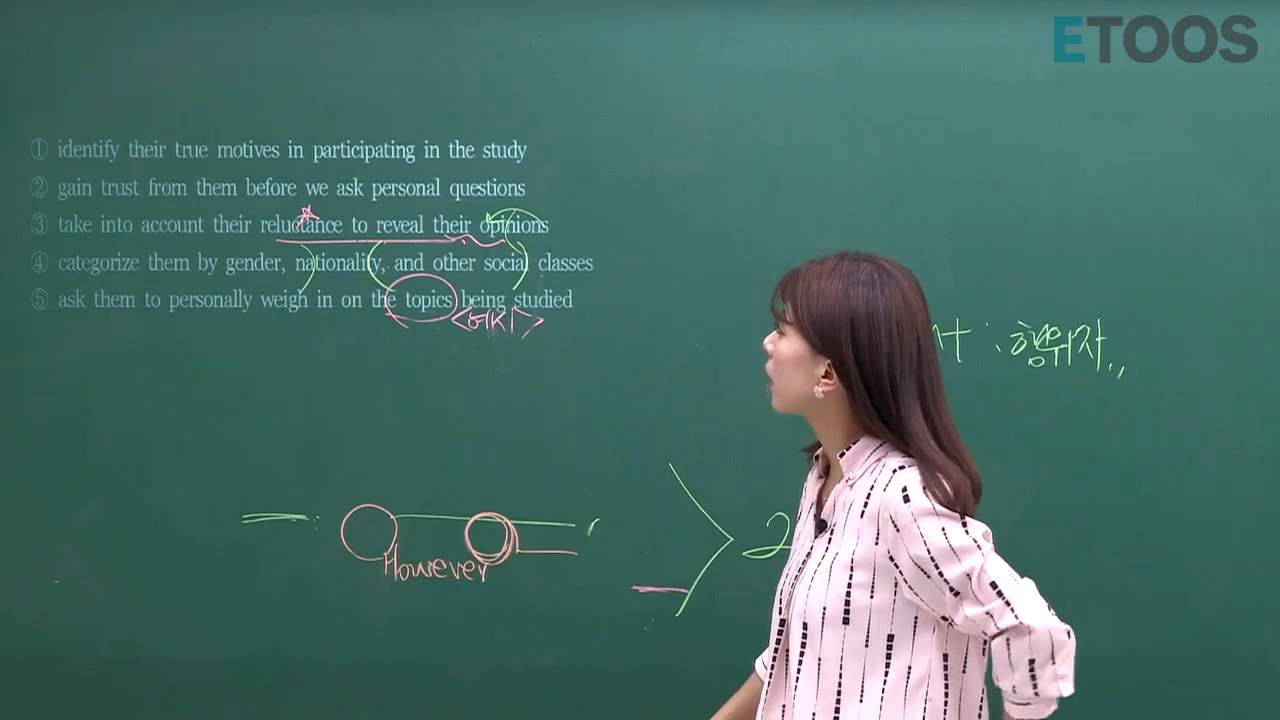 ETOOS
① identify their true motives in participating in the study
② gain trust from them before we ask personal questions
③ take into account their reluctance to reveal their opinions
④ categorize them by gender, nationality, and other social classes
⑤ ask them to personally weigh in on the topics being studied
행위자
However
2